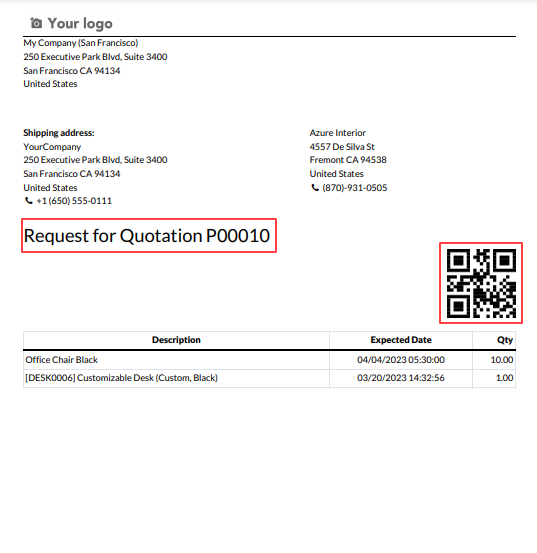 Your logo
My Company (San Francisco)
250 Executive Park Blvd, Suite 3400
San Francisco CA 94134
United States
Shipping address:
YourCompany
250 Executive Park Blvd, Suite 3400
San Francisco CA 94134
United States
+1 (650) 555-0111
Azure Interior
4557 De Silva St
Fremont CA 94538
United States
(870)-931-0505
Request for Quotation P00010
Description Expected Date Qty
Office Chair Black 04/04/2023 05:30:00 10.00
[DESK0006] Customizable Desk (Custom, Black) 03/20/2023 14:32:56 1.00